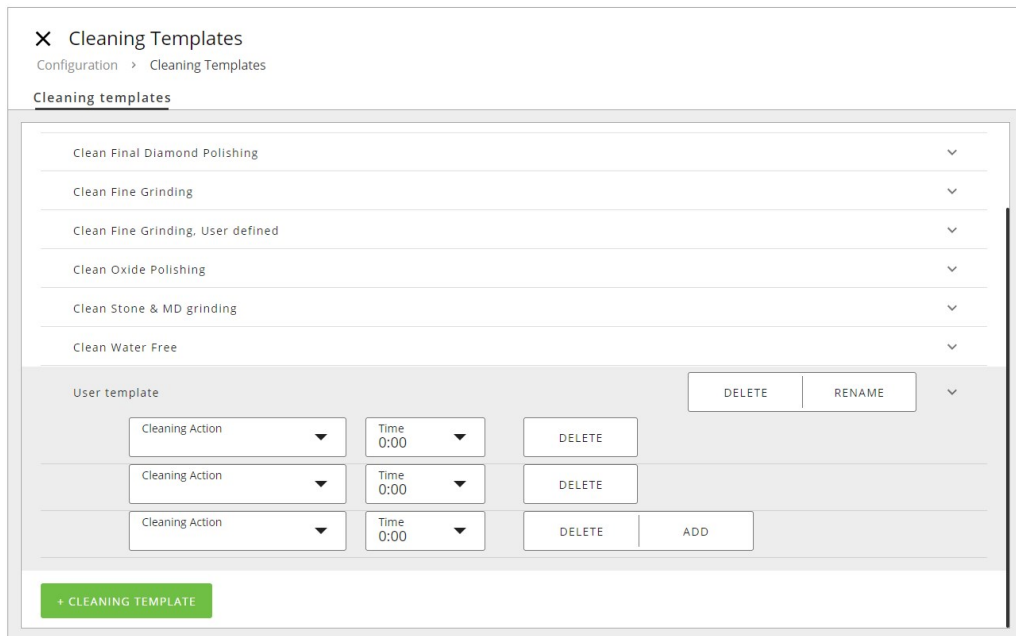 Cleaning Templates
Configuration > Cleaning Templates
Cleaning templates
Clean Final Diamond Polishing
Clean Fine Grinding
Clean Fine Grinding, User defined
Clean Oxide Polishing
Clean Stone & MD grinding
Clean Water Free
User template DELETE RENAME
Cleaning Action Time
0:00 DELETE
Cleaning Action Time
0:00 DELETE
Cleaning Action Time
0:00 DELETE ADD
+ CLEANING TEMPLATE